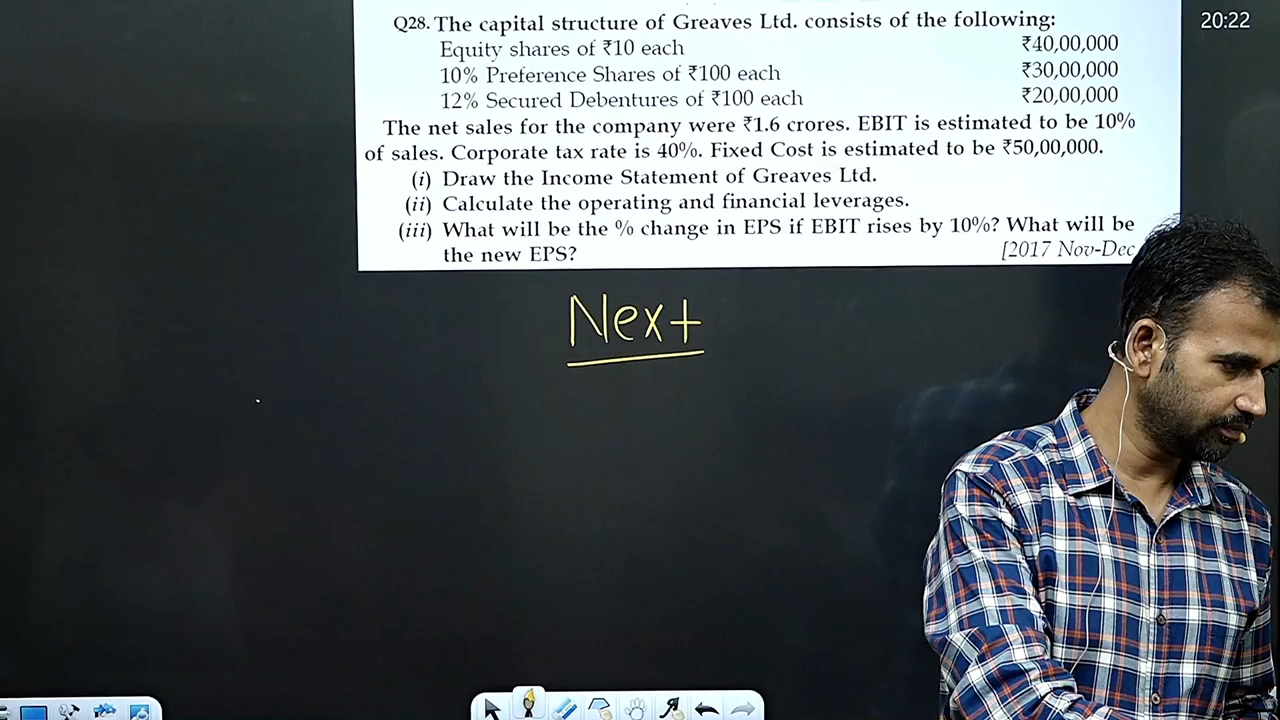 Q28. The capital structure of Greaves Ltd. consists of the following:
Equity shares of ₹10 each ₹40,00,000
10% Preference Shares of ₹100 each ₹30,00,000
12% Secured Debentures of ₹100 each ₹20,00,000
The net sales for the company were ₹1.6 crores. EBIT is estimated to be 10%
of sales. Corporate tax rate is 40%. Fixed Cost is estimated to be ₹50,00,000.
(i) Draw the Income Statement of Greaves Ltd.
(ii) Calculate the operating and financial leverages.
(iii) What will be the % change in EPS if EBIT rises by 10%? What will be
the new EPS? [2017 Nov-Dec
20:22
Next